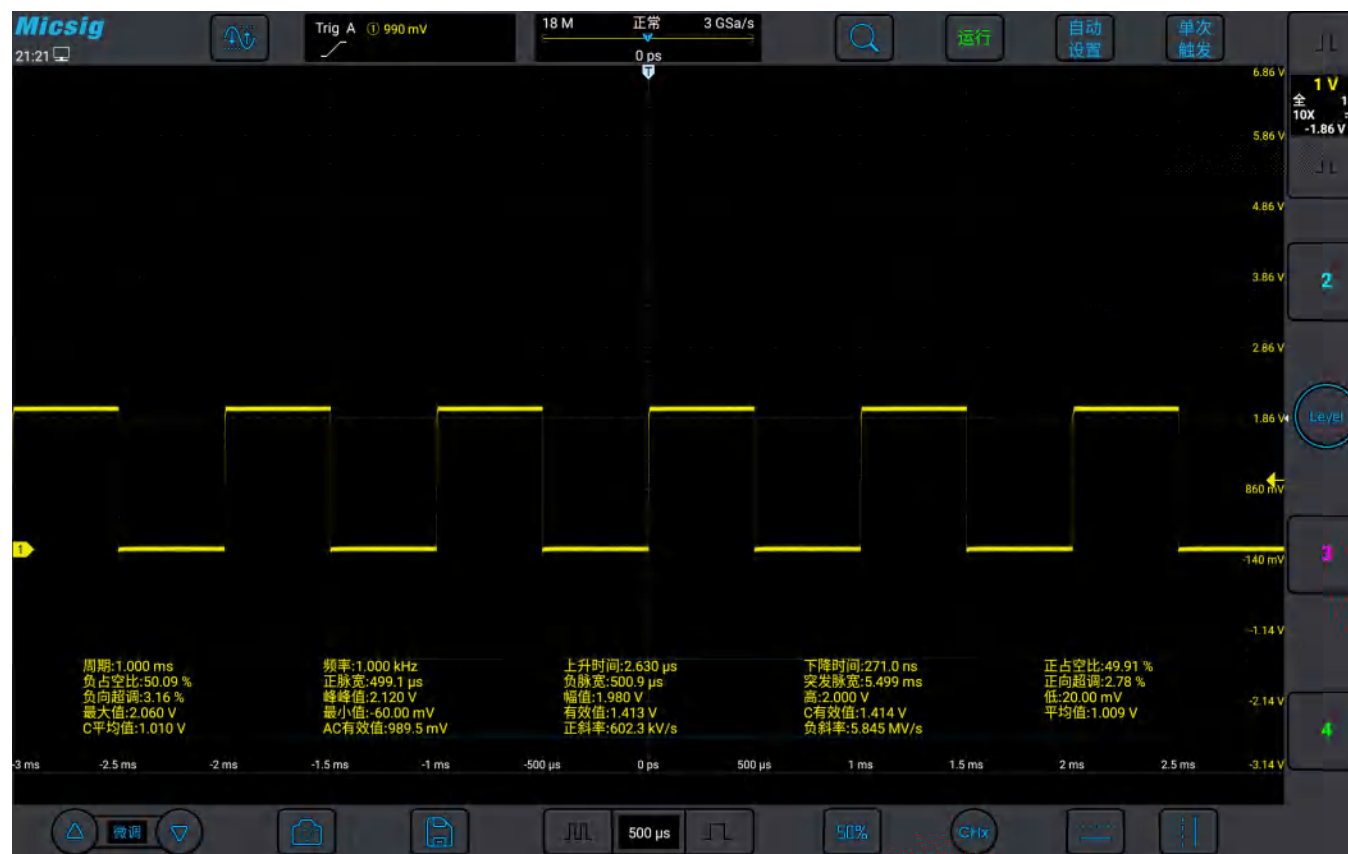 Micsig
21:21
Trig A ① 990 mV
18 M 正常 3 GSa/s
0 ps
运行
自动
设置
单次
触发
T
6.86 V
1 V
全 1
10X =
-1.86 V
5.86 V
4.86 V
3.86 V
2
2.86 V
1.86 V
Level
860 mV
1
-140 mV
3
-1.14 V
周期:1.000 ms 频率:1.000 kHz 上升时间:2.630 µs 下降时间:271.0 ns 正占空比:49.91 %
负占空比:50.09 % 正脉宽:499.1 µs 负脉宽:500.9 µs 突发脉宽:5.499 ms 正向超调:2.78 %
负向超调:3.16 % 峰峰值:2.120 V 幅值:1.980 V 高:2.000 V 低:20.00 mV
最大值:2.060 V 最小值:-60.00 mV 有效值:1.413 V C有效值:1.414 V 平均值:1.009 V
C平均值:1.010 V AC有效值:989.5 mV 正斜率:602.3 kV/s 负斜率:5.845 MV/s
-2.14 V
4
-3 ms -2.5 ms -2 ms -1.5 ms -1 ms -500 µs 0 ps 500 µs 1 ms 1.5 ms 2 ms 2.5 ms -3.14 V
微调
500 µs
50%
CHx